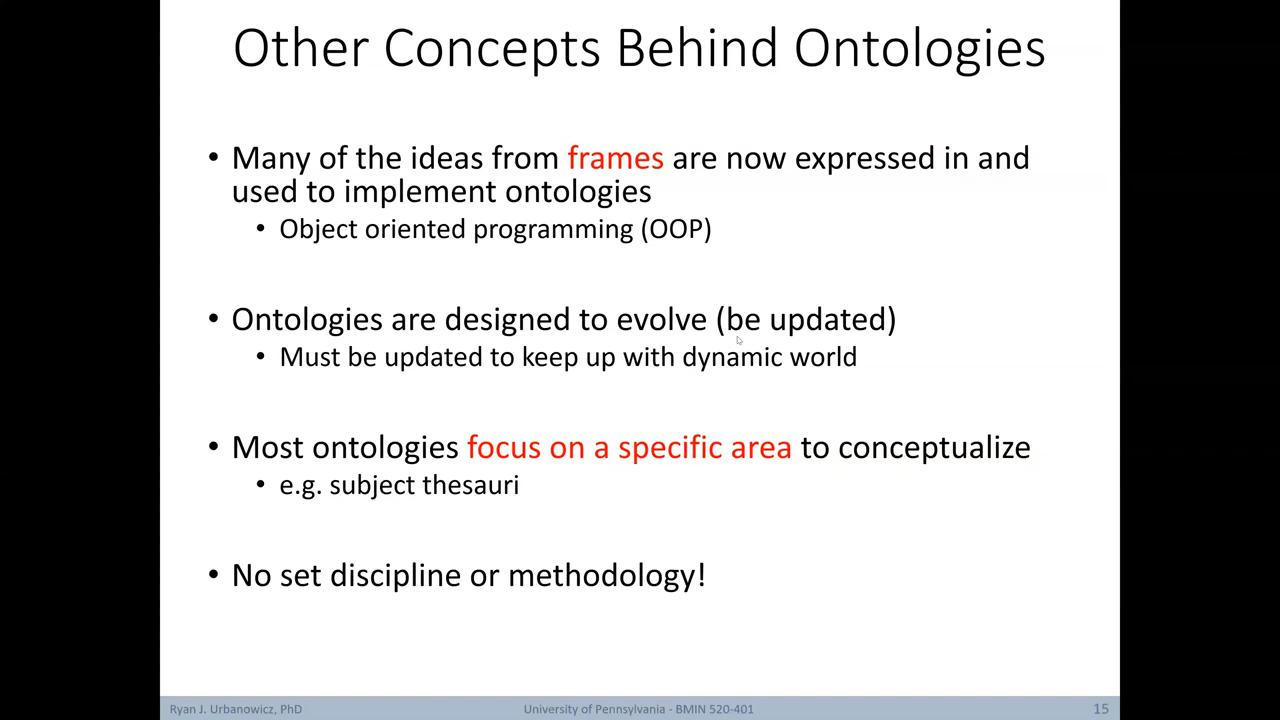 Other Concepts Behind Ontologies
• Many of the ideas from frames are now expressed in and
used to implement ontologies
• Object oriented programming (OOP)
• Ontologies are designed to evolve (be updated)
• Must be updated to keep up with dynamic world
• Most ontologies focus on a specific area to conceptualize
• e.g. subject thesauri
• No set discipline or methodology!
Ryan J. Urbanowicz, PhD
University of Pennsylvania - BMIN 520-401
15